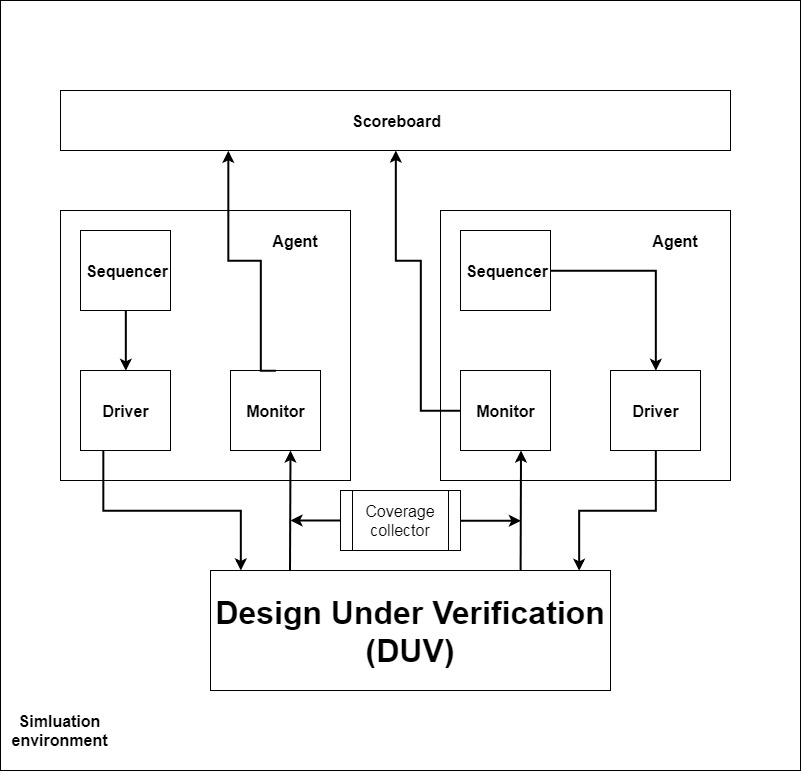 Scoreboard
Agent
Sequencer
Driver
Monitor
Agent
Sequencer
Monitor
Driver
Coverage
collector
Design Under Verification
(DUV)
Simluation
environment